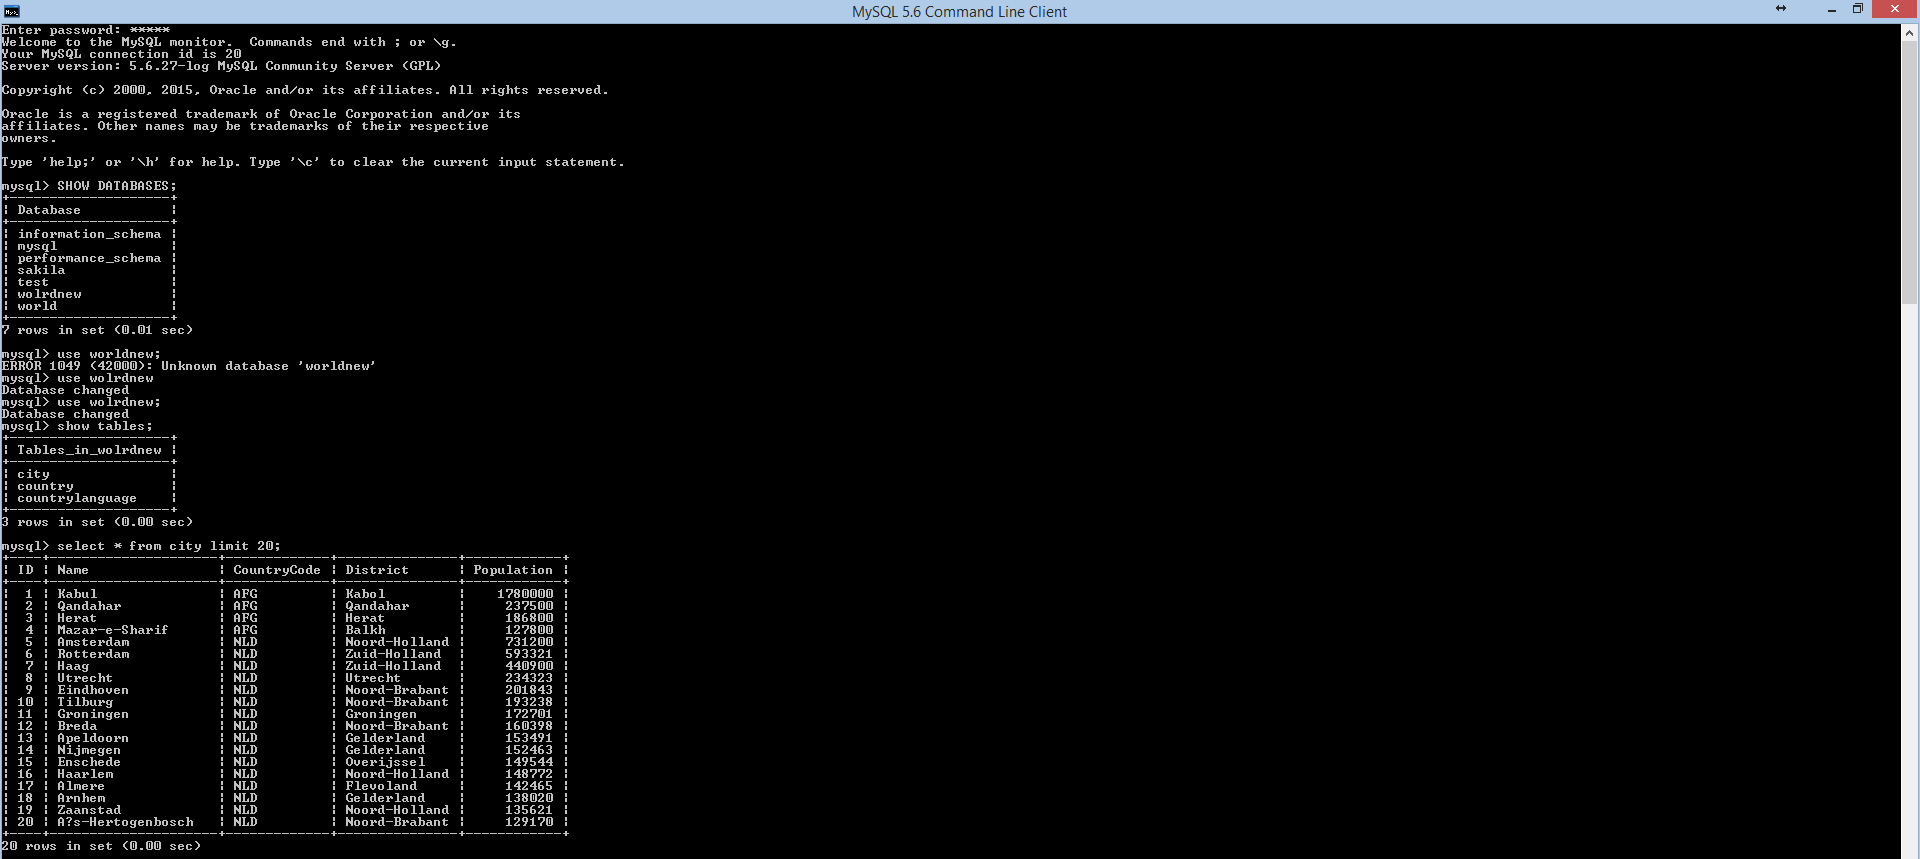 MySQL 5.6 Command Line Client
Enter password: *****
Welcome to the MySQL monitor.  Commands end with ; or \g.
Your MySQL connection id is 20
Server version: 5.6.27-log MySQL Community Server (GPL)
Copyright (c) 2000, 2015, Oracle and/or its affiliates. All rights reserved.
Oracle is a registered trademark of Oracle Corporation and/or its
affiliates. Other names may be trademarks of their respective
owners.
Type 'help;' or '\h' for help. Type '\c' to clear the current input statement.
mysql> SHOW DATABASES;
+--------------------+
| Database           |
+--------------------+
| information_schema |
| mysql              |
| performance_schema |
| sakila             |
| test               |
| wolrdnew           |
| world              |
+--------------------+
7 rows in set (0.01 sec)
mysql> use worldnew;
ERROR 1049 (42000): Unknown database 'worldnew'
mysql> use wolrdnew
Database changed
mysql> use wolrdnew;
Database changed
mysql> show tables;
+--------------------+
| Tables_in_wolrdnew |
+--------------------+
| city               |
| country            |
| countrylanguage    |
+--------------------+
3 rows in set (0.00 sec)
mysql> select * from city limit 20;
+----+---------------------+-------------+---------------+------------+
| ID | Name                | CountryCode | District      | Population |
+----+---------------------+-------------+---------------+------------+
|  1 | Kabul               | AFG         | Kabol         |    1780000 |
|  2 | Qandahar            | AFG         | Qandahar      |     237500 |
|  3 | Herat               | AFG         | Herat         |     186800 |
|  4 | Mazar-e-Sharif      | AFG         | Balkh         |     127800 |
|  5 | Amsterdam           | NLD         | Noord-Holland |     731200 |
|  6 | Rotterdam           | NLD         | Zuid-Holland  |     593321 |
|  7 | Haag                | NLD         | Zuid-Holland  |     440900 |
|  8 | Utrecht             | NLD         | Utrecht       |     234323 |
|  9 | Eindhoven           | NLD         | Noord-Brabant |     201843 |
| 10 | Tilburg             | NLD         | Noord-Brabant |     193238 |
| 11 | Groningen           | NLD         | Groningen     |     172701 |
| 12 | Breda               | NLD         | Noord-Brabant |     160398 |
| 13 | Apeldoorn           | NLD         | Gelderland    |     153491 |
| 14 | Nijmegen            | NLD         | Gelderland    |     152463 |
| 15 | Enschede            | NLD         | Overijssel    |     149544 |
| 16 | Haarlem             | NLD         | Noord-Holland |     148772 |
| 17 | Almere              | NLD         | Flevoland     |     142465 |
| 18 | Arnhem              | NLD         | Gelderland    |     138020 |
| 19 | Zaanstad            | NLD         | Noord-Holland |     135621 |
| 20 | A?s-Hertogenbosch   | NLD         | Noord-Brabant |     129170 |
+----+---------------------+-------------+---------------+------------+
20 rows in set (0.00 sec)